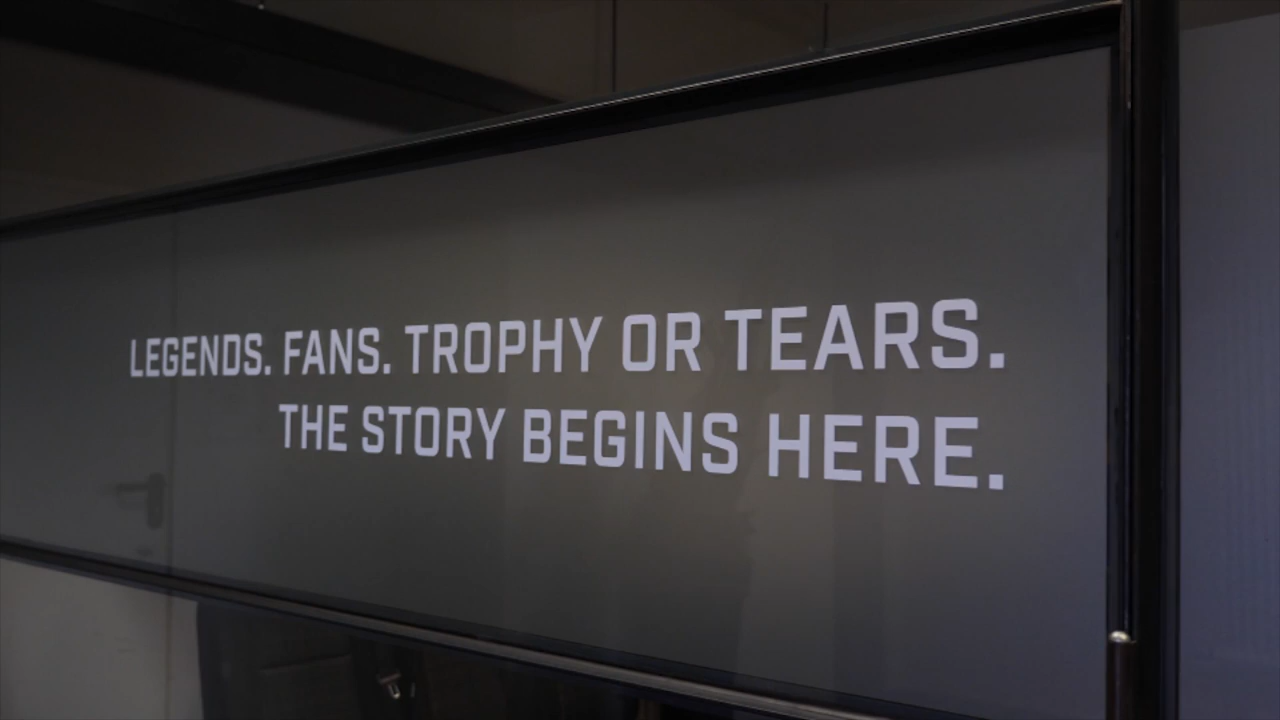 LEGENDS. FANS. TROPHY OR TEARS.
THE STORY BEGINS HERE.